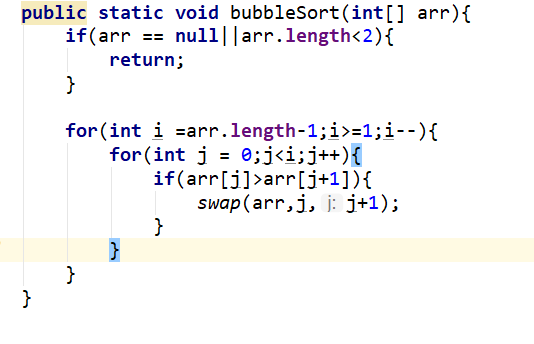 public static void bubbleSort(int[] arr){
if(arr == null||arr.length<2){
return;
}
for(int i =arr.length-1;i>=1;i--){
for(int j = 0;j<i;j++){
if(arr[j]>arr[j+1]){
swap(arr,j, j: j+1);
}
}
}
}